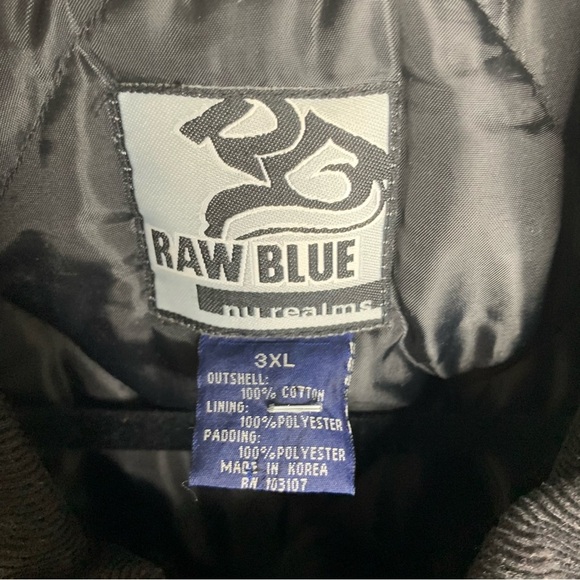 RAW BLUE
nu realms
3XL
OUTSHELL:
100% COTTON
LINING:
100%POLYESTER
PADDING:
100%POLYESTER
MADE IN KOREA
RN 103107